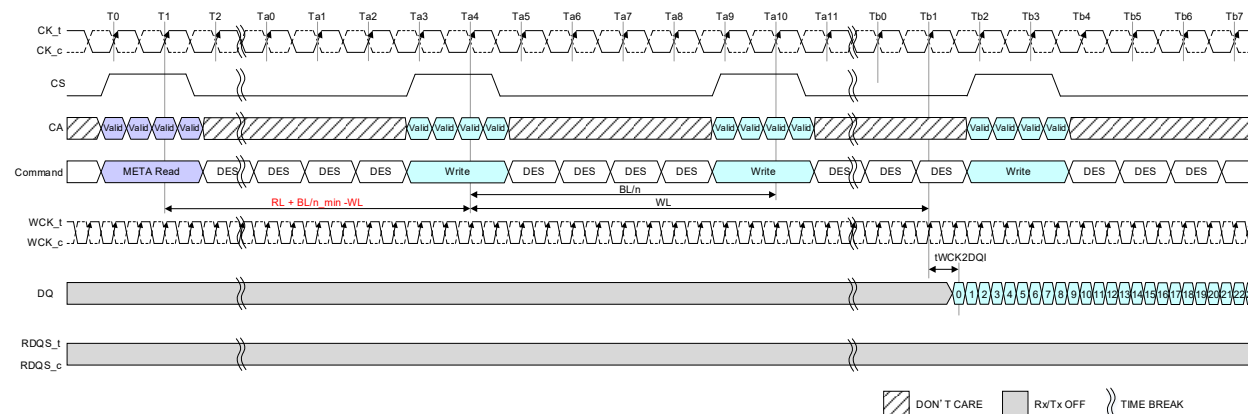 T0 T1 T2 Ta0 Ta1 Ta2 Ta3 Ta4 Ta5 Ta6 Ta7 Ta8 Ta9 Ta10 Ta11 Tb0 Tb1 Tb2 Tb3 Tb4 Tb5 Tb6 Tb7
CK_t
CK_c
CS
CA Valid Valid Valid Valid Valid Valid Valid Valid Valid Valid Valid Valid Valid Valid Valid Valid
Command META Read DES DES DES DES Write DES DES DES DES Write DES DES DES Write DES DES DES
BL/n
RL + BL/n_min -WL WL
WCK_t
WCK_c
tWCK2DQI
DQ 0 1 2 3 4 5 6 7 8 9 10 11 12 13 14 15 16 17 18 19 20 21 22
RDQS_t
RDQS_c
DON'T CARE Rx/Tx OFF TIME BREAK